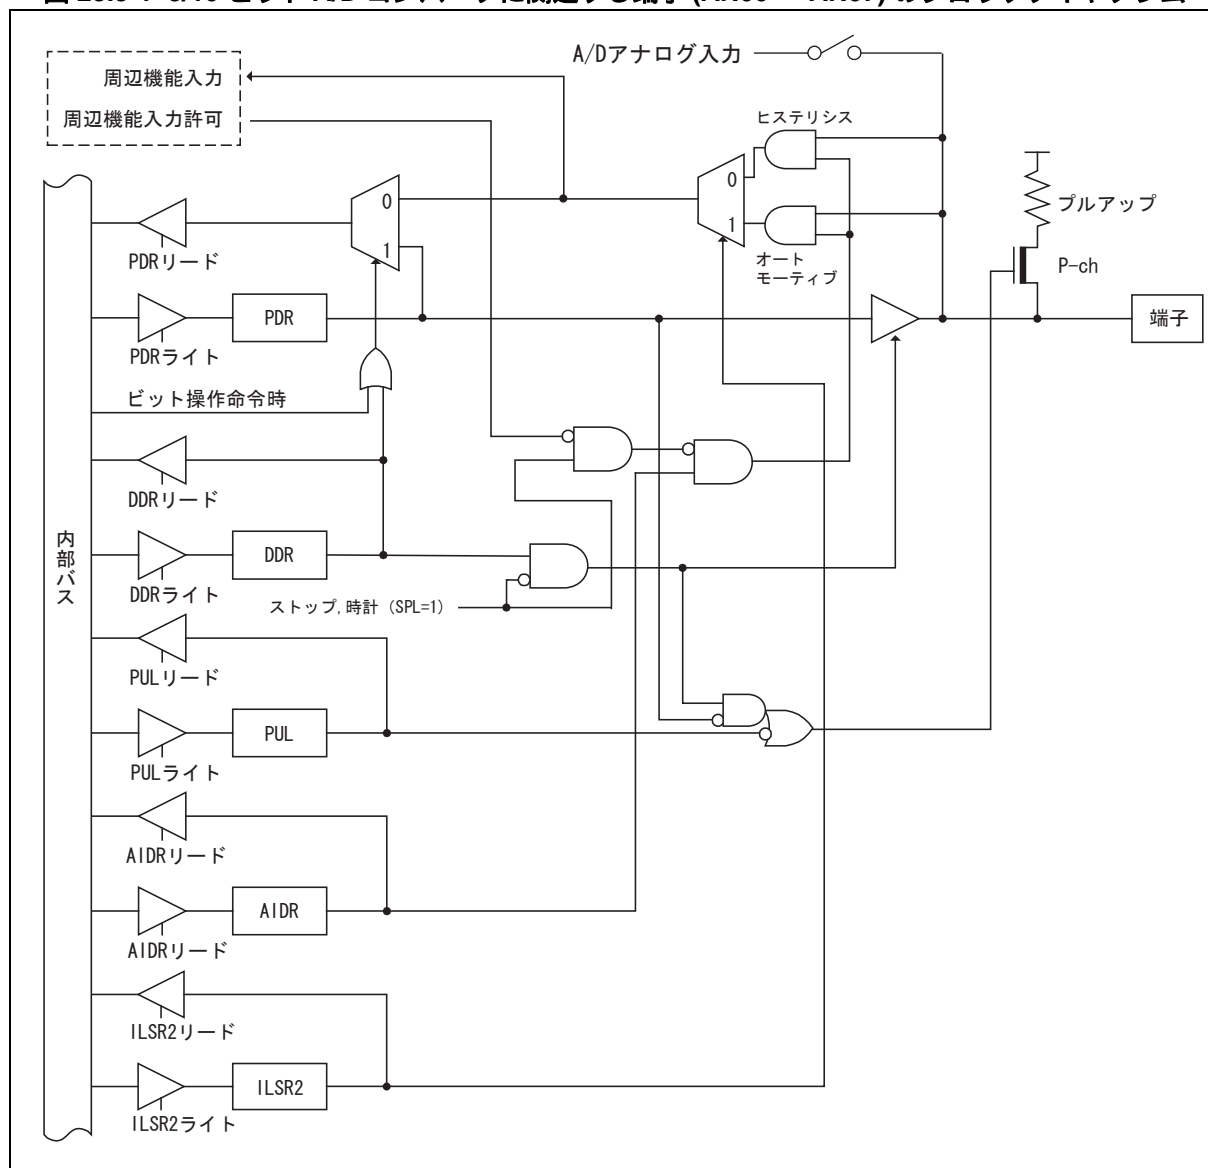 A/Dアナログ入力
周辺機能入力
周辺機能入力許可
ヒステリシス
0
1
オート
モーティブ
プルアップ
P-ch
端子
0
1
PDRリード
PDR
PDRライト
ビット操作命令時
DDRリード
内部バス
DDR
DDRライト
ストップ,時計 (SPL=1)
PULリード
PUL
PULライト
AIDRリード
AIDR
AIDRリード
ILSR2リード
ILSR2
ILSR2ライト